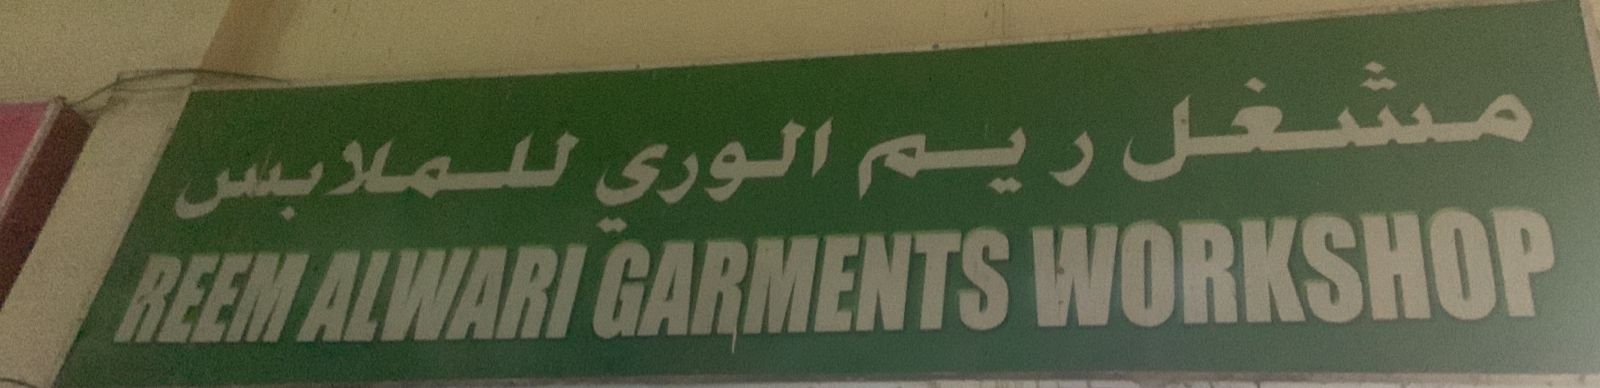 مشغل ريم الوري للملابس
REEM ALWARI GARMENTS WORKSHOP